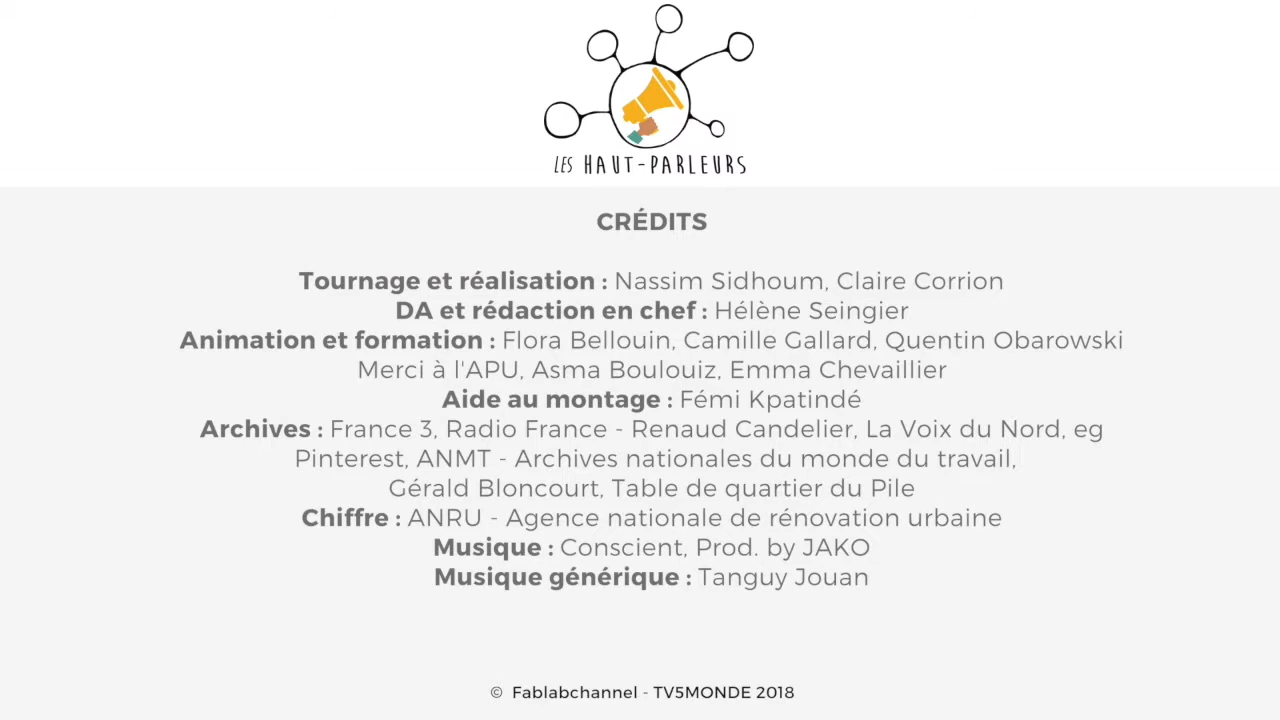 LES HAUT-PARLEURS
CRÉDITS
Tournage et réalisation : Nassim Sidhoum, Claire Corrion
DA et rédaction en chef : Hélène Seingier
Animation et formation : Flora Bellouin, Camille Gallard, Quentin Obarowski
Merci à l'APU, Asma Boulouiz, Emma Chevaillier
Aide au montage : Fémi Kpatindé
Archives : France 3, Radio France - Renaud Candelier, La Voix du Nord, eg
Pinterest, ANMT - Archives nationales du monde du travail,
Gérald Bloncourt, Table de quartier du Pile
Chiffre : ANRU - Agence nationale de rénovation urbaine
Musique : Conscient, Prod. by JAKO
Musique générique : Tanguy Jouan
© Fablabchannel - TV5MONDE 2018